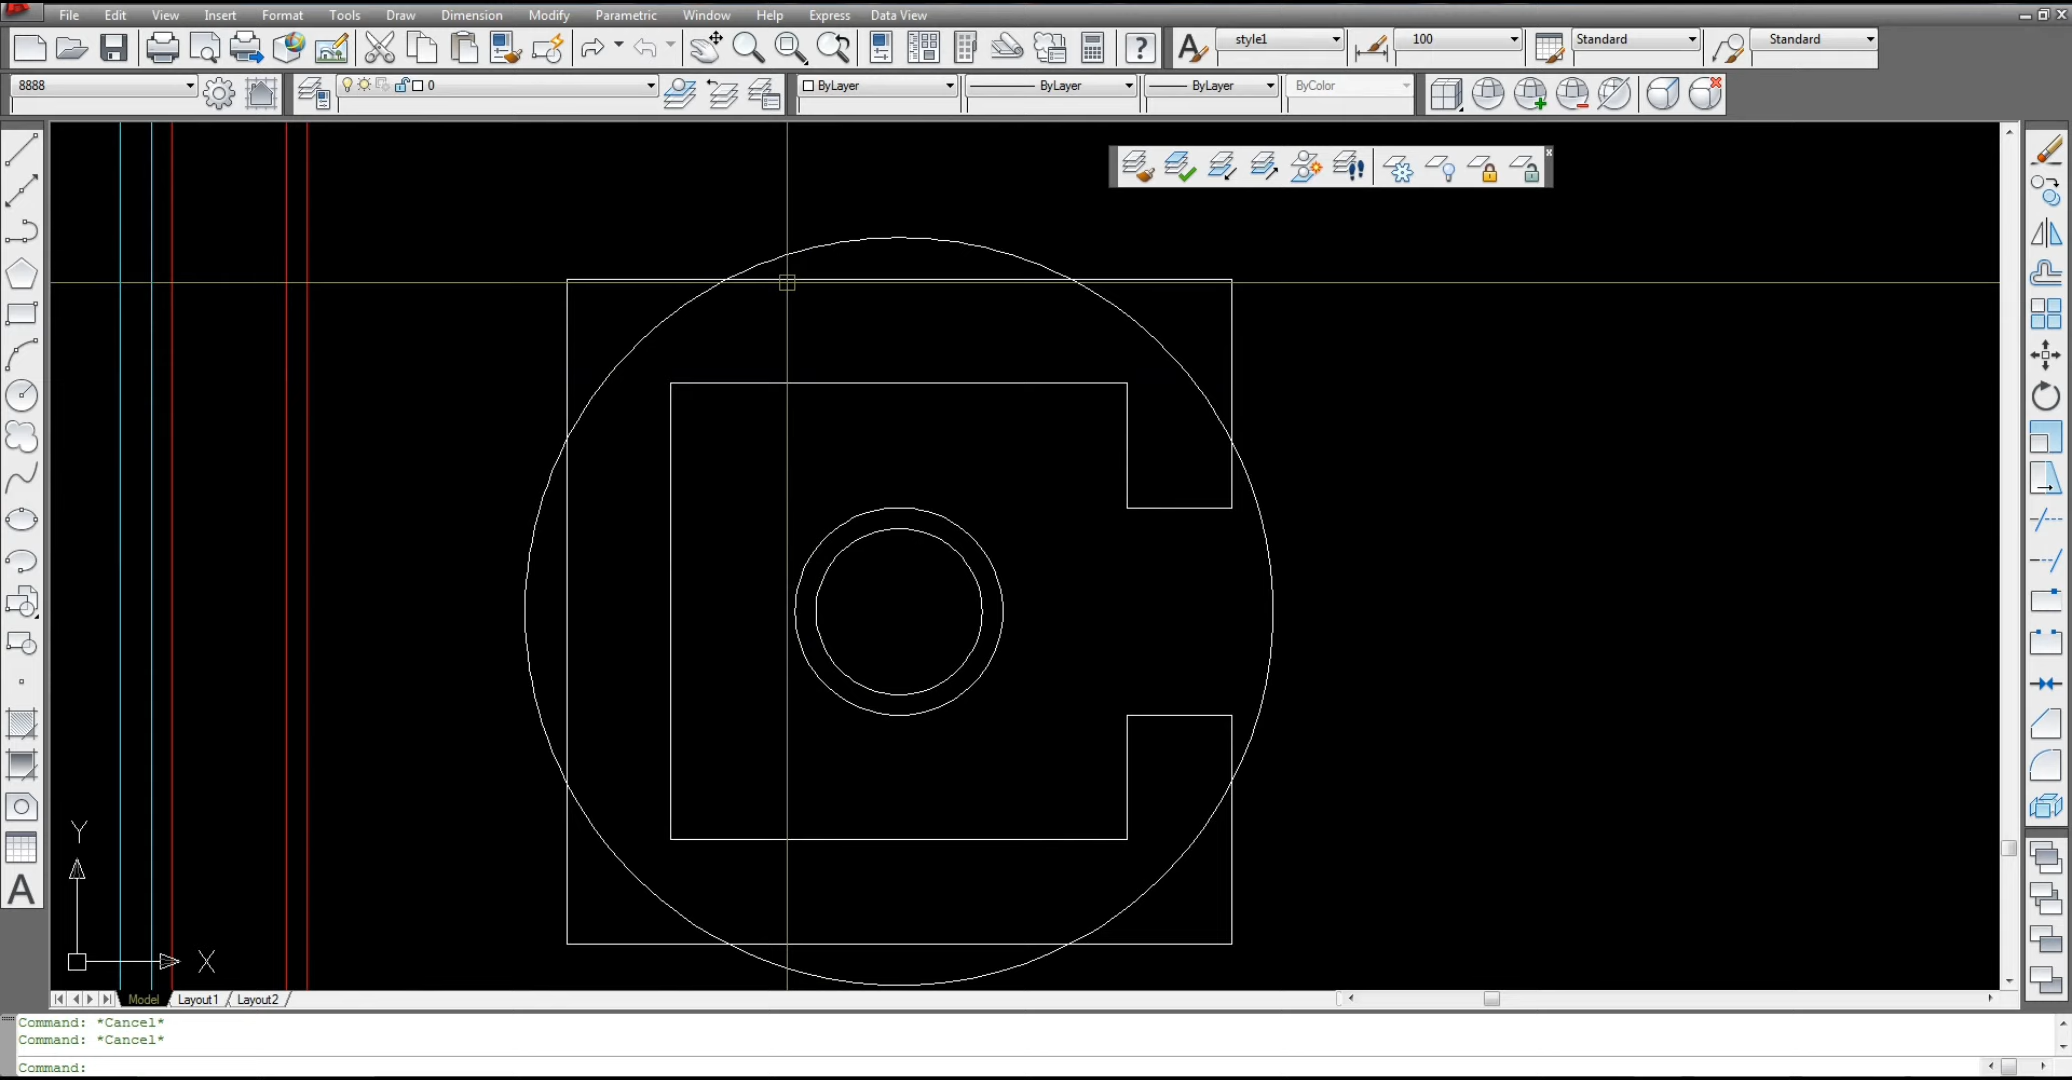 File Edit View Insert Format Tools Draw Dimension Modify Parametric Window Help Express Data View
style1 100 Standard Standard
8888 0 ByLayer ByLayer ByLayer ByColor
Y
X
Model Layout1 Layout2
Command: *Cancel*
Command: *Cancel*
Command: